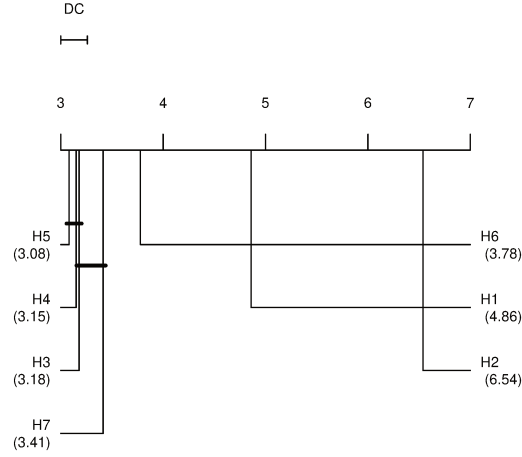 DC
3 4 5 6 7
H5
(3.08)
H4
(3.15)
H3
(3.18)
H7
(3.41)
H6
(3.78)
H1
(4.86)
H2
(6.54)